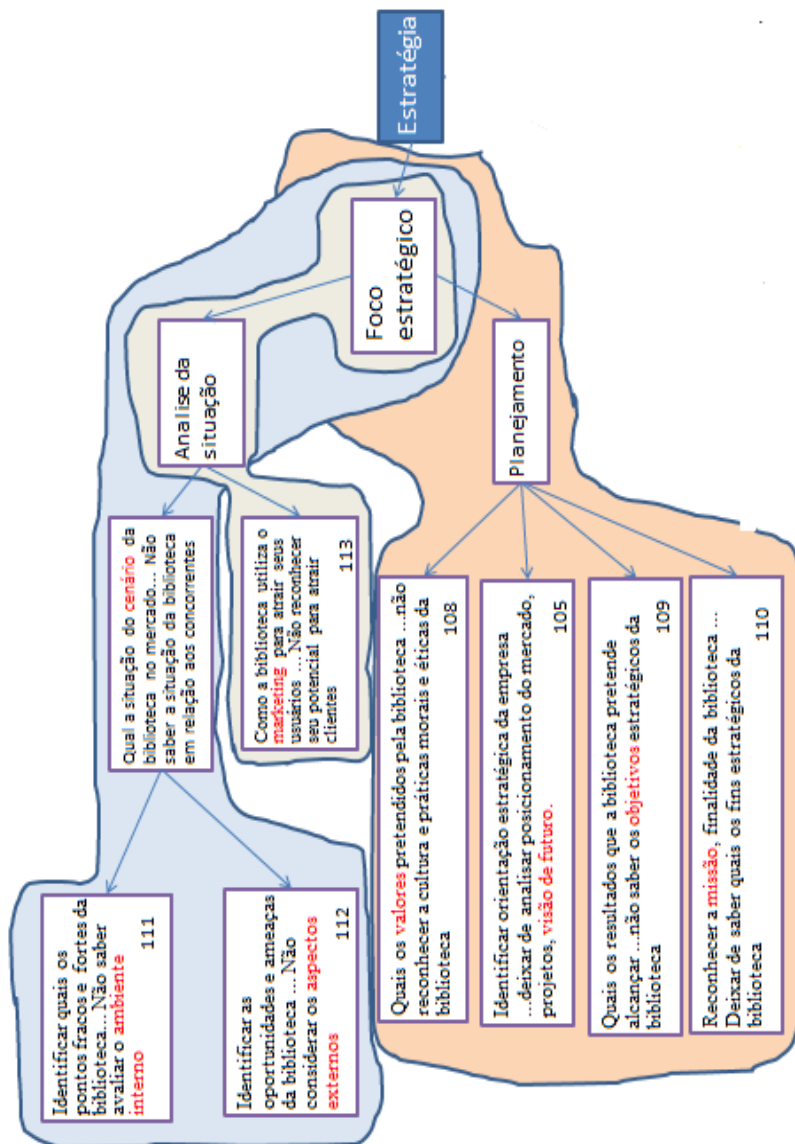 Estratégia
Foco
estratégico
Analise da
situação
Planejamento
Qual a situação do cenário da
biblioteca no mercado... Não
saber a situação da biblioteca
em relação aos concorrentes
Como a biblioteca utiliza o
marketing para atrair seus
usuários ...Não reconhecer
seu potencial para atrair
clientes
113
Identificar quais os
pontos fracos e fortes da
biblioteca...Não saber
avaliar o ambiente
interno
111
Identificar as
oportunidades e ameaças
da biblioteca ... Não
considerar os aspectos
externos
112
Quais os valores pretendidos pela biblioteca ...não
reconhecer a cultura e práticas morais e éticas da
biblioteca
108
Identificar orientação estratégica da empresa
...deixar de analisar posicionamento do mercado,
projetos, visão de futuro.
105
Quais os resultados que a biblioteca pretende
alcançar ...não saber os objetivos estratégicos da
biblioteca
109
Reconhecer a missão, finalidade da biblioteca ...
Deixar de saber quais os fins estratégicos da
biblioteca
110